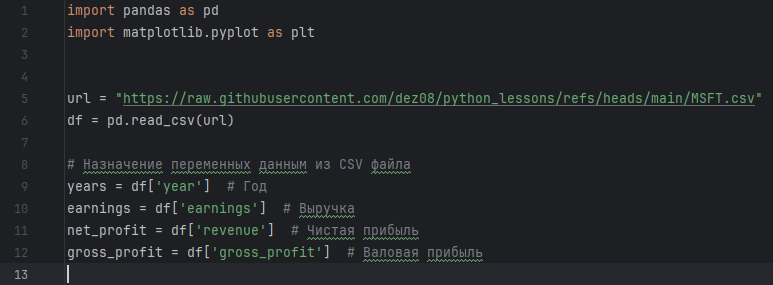 1 import pandas as pd
2 import matplotlib.pyplot as plt
3
4
5 url = "https://raw.githubusercontent.com/dez08/python_lessons/refs/heads/main/MSFT.csv"
6 df = pd.read_csv(url)
7
8 # Назначение переменных данным из CSV файла
9 years = df['year']  # Год
10 earnings = df['earnings']  # Выручка
11 net_profit = df['revenue']  # Чистая прибыль
12 gross_profit = df['gross_profit']  # Валовая прибыль
13